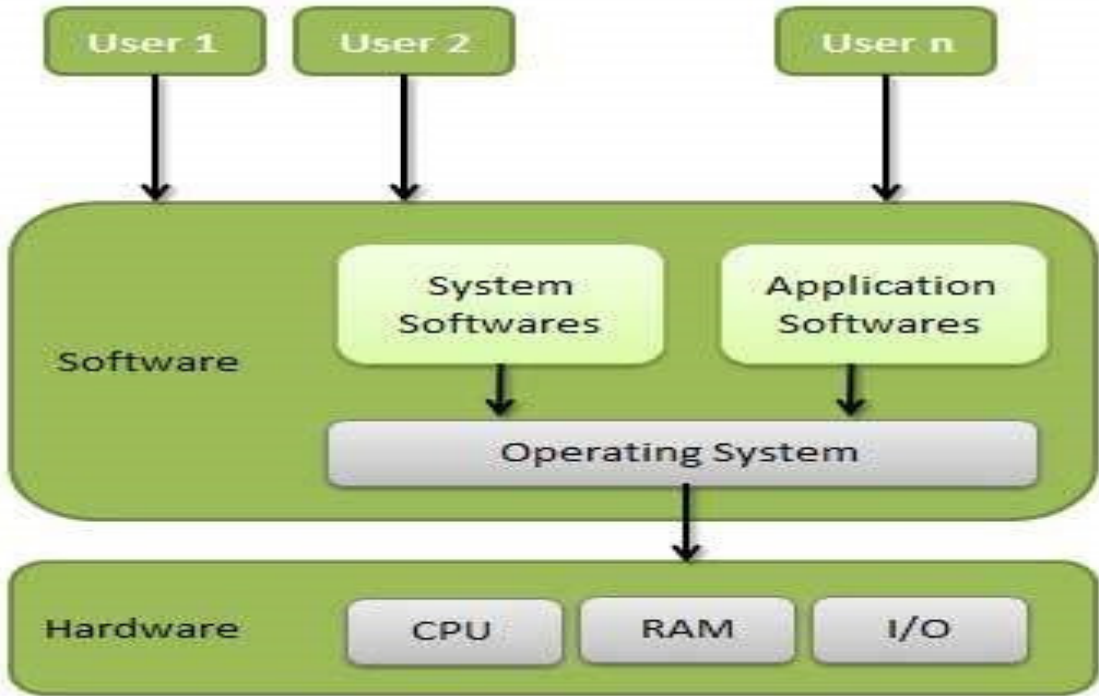 User 1
User 2
User n
System
Softwares
Application
Softwares
Software
Operating System
Hardware
CPU
RAM
I/O